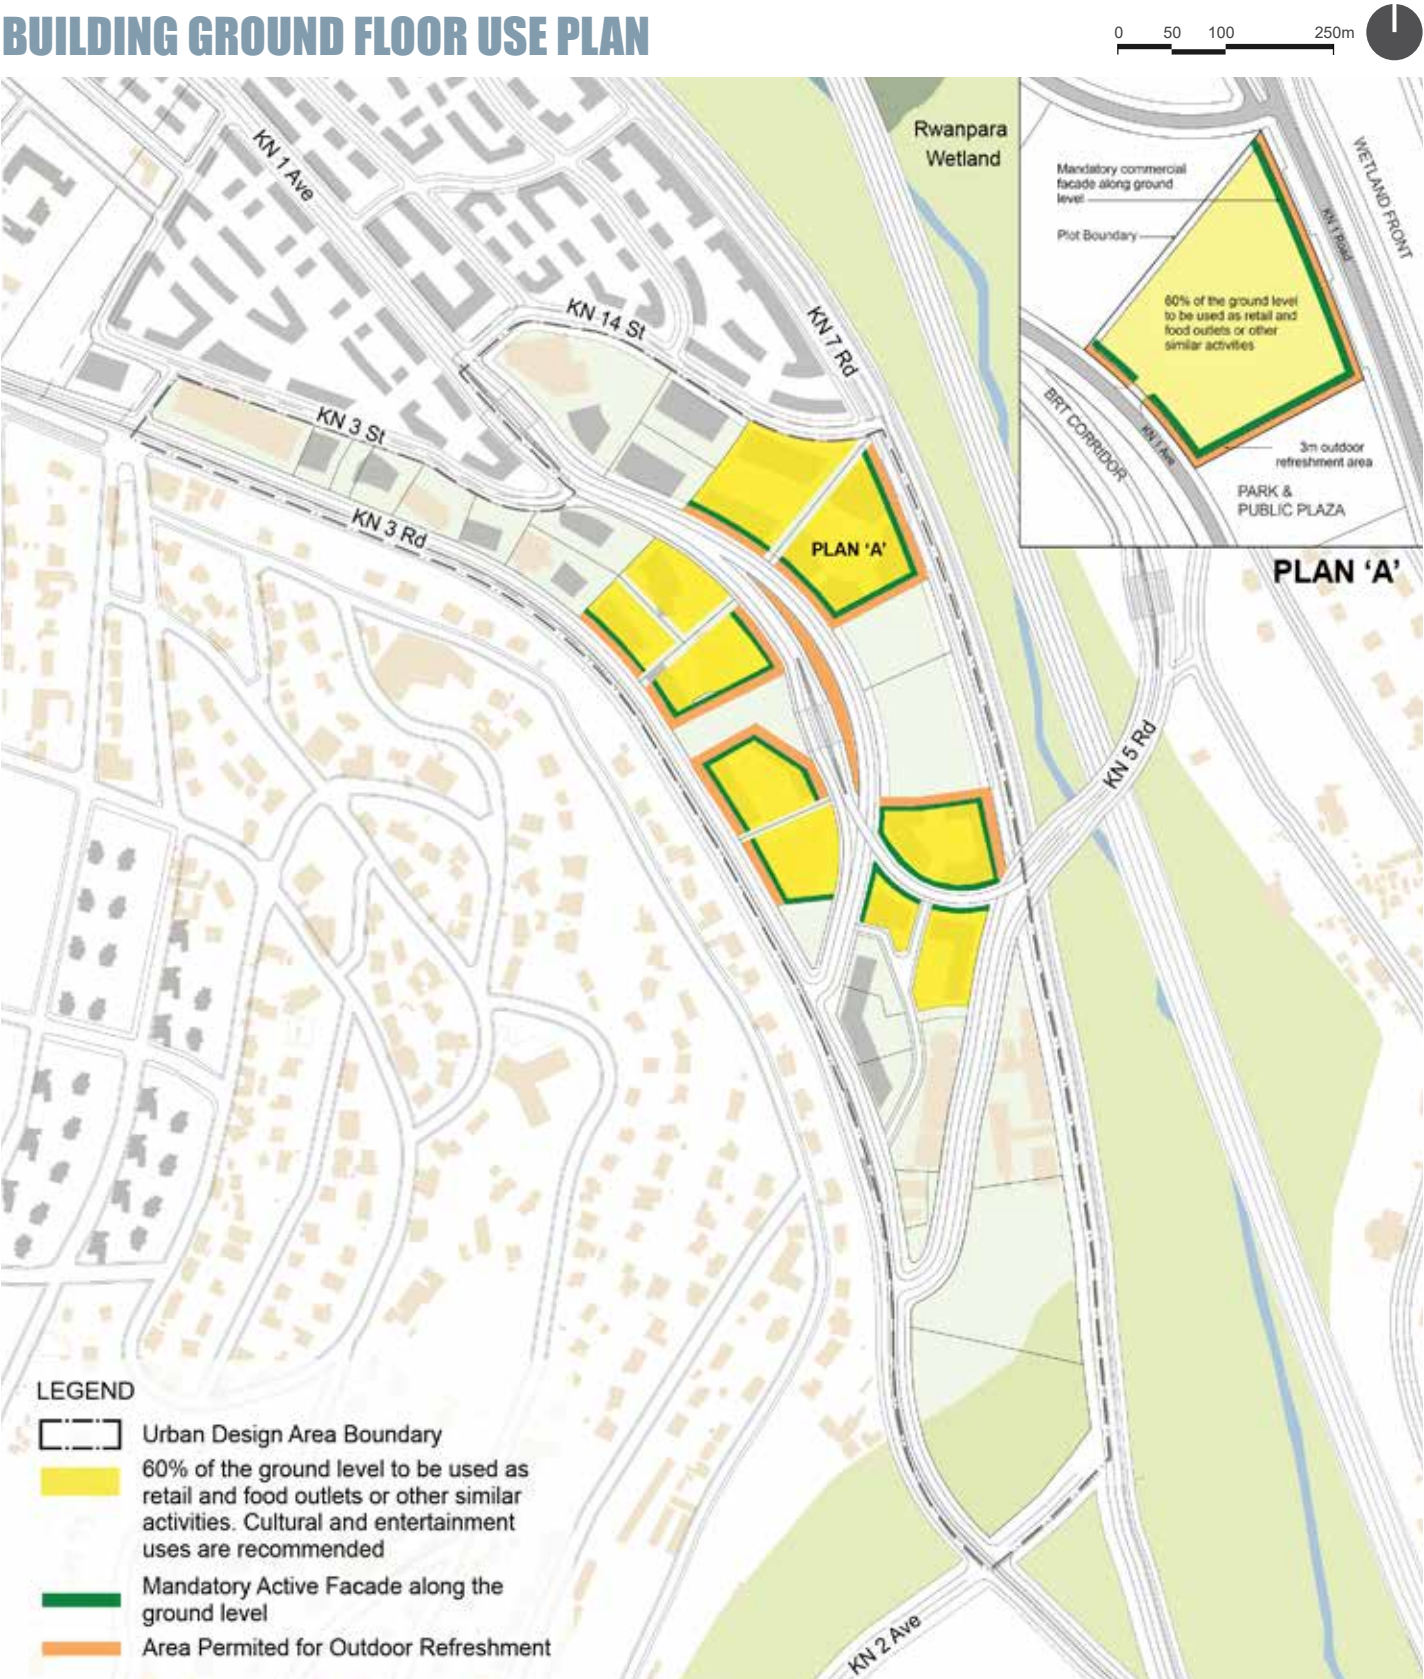 BUILDING GROUND FLOOR USE PLAN
0 50 100 250m
Rwanpara
Wetland
KN 1 Ave
KN 14 St
KN 7 Rd
KN 3 St
KN 3 Rd
PLAN ‘A’
KN 5 Rd
KN 2 Ave
Mandatory commercial
facade along ground
level
Plot Boundary
60% of the ground level
to be used as retail and
food outlets or other
similar activities
WETLAND FRONT
KN 1 Road
BRT CORRIDOR
KN 1 Ave
3m outdoor
refreshment area
PARK &
PUBLIC PLAZA
PLAN ‘A’
LEGEND
Urban Design Area Boundary
60% of the ground level to be used as
retail and food outlets or other similar
activities. Cultural and entertainment
uses are recommended
Mandatory Active Facade along the
ground level
Area Permited for Outdoor Refreshment